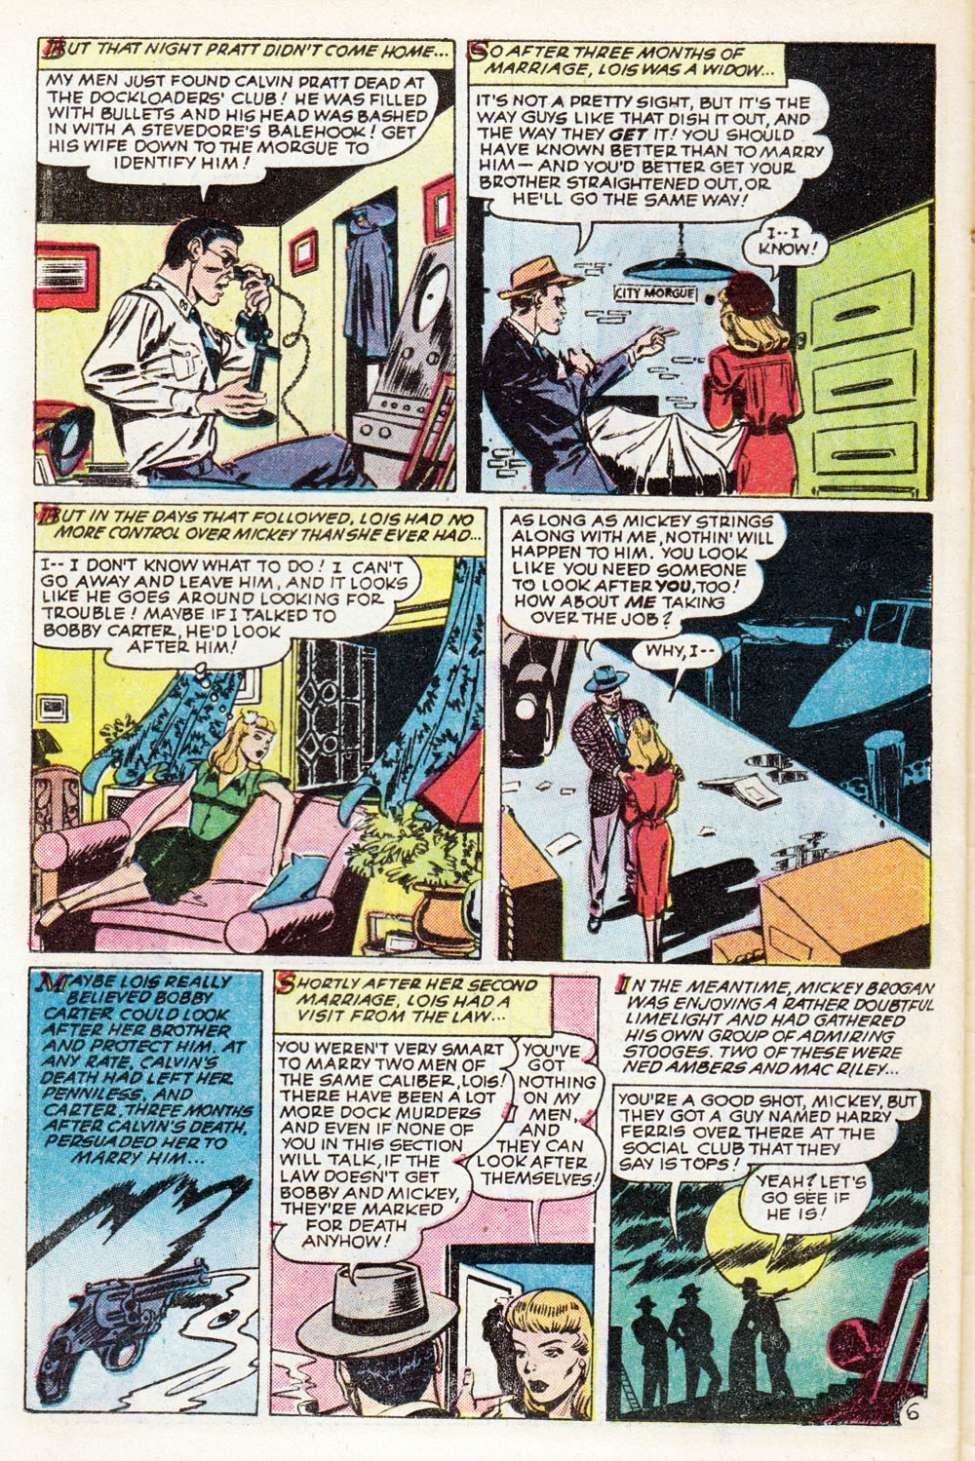 BUT THAT NIGHT PRATT DIDN'T COME HOME...
MY MEN JUST FOUND CALVIN PRATT DEAD AT
THE DOCKLOADERS' CLUB! HE WAS FILLED
WITH BULLETS AND HIS HEAD WAS BASHED
IN WITH A STEVEDORE'S BALEHOOK! GET
HIS WIFE DOWN TO THE MORGUE TO
IDENTIFY HIM!
SO AFTER THREE MONTHS OF
MARRIAGE, LOIS WAS A WIDOW...
IT'S NOT A PRETTY SIGHT, BUT IT'S THE
WAY GUYS LIKE THAT DISH IT OUT, AND
THE WAY THEY GET IT! YOU SHOULD
HAVE KNOWN BETTER THAN TO MARRY
HIM-- AND YOU'D BETTER GET YOUR
BROTHER STRAIGHTENED OUT, OR
HE'LL GO THE SAME WAY!
I--I
KNOW!
CITY MORGUE
BUT IN THE DAYS THAT FOLLOWED, LOIS HAD NO
MORE CONTROL OVER MICKEY THAN SHE EVER HAD...
I-- I DON'T KNOW WHAT TO DO! I CAN'T
GO AWAY AND LEAVE HIM, AND IT LOOKS
LIKE HE GOES AROUND LOOKING FOR
TROUBLE! MAYBE IF I TALKED TO
BOBBY CARTER, HE'D LOOK
AFTER HIM!
AS LONG AS MICKEY STRINGS
ALONG WITH ME, NOTHIN' WILL
HAPPEN TO HIM. YOU LOOK
LIKE YOU NEED SOMEONE
TO LOOK AFTER YOU, TOO!
HOW ABOUT ME TAKING
OVER THE JOB?
WHY, I--
MAYBE LOIS REALLY
BELIEVED BOBBY
CARTER COULD LOOK
AFTER HER BROTHER
AND PROTECT HIM. AT
ANY RATE, CALVIN'S
DEATH HAD LEFT HER
PENNILESS, AND
CARTER, THREE MONTHS
AFTER CALVIN'S DEATH,
PERSUADED HER TO
MARRY HIM...
SHORTLY AFTER HER SECOND
MARRIAGE, LOIS HAD A
VISIT FROM THE LAW...
YOU WEREN'T VERY SMART
TO MARRY TWO MEN OF
THE SAME CALIBER, LOIS!
THERE HAVE BEEN A LOT
MORE DOCK MURDERS
AND EVEN IF NONE OF
YOU IN THIS SECTION
WILL TALK, IF THE
LAW DOESN'T GET
BOBBY AND MICKEY,
THEY'RE MARKED
FOR DEATH
ANYHOW!
YOU'VE
GOT
NOTHING
ON MY
MEN,
AND
THEY CAN
LOOK AFTER
THEMSELVES!
IN THE MEANTIME, MICKEY BROGAN
WAS ENJOYING A RATHER DOUBTFUL
LIMELIGHT AND HAD GATHERED
HIS OWN GROUP OF ADMIRING
STOOGES. TWO OF THESE WERE
NED AMBERS AND MAC RILEY...
YOU'RE A GOOD SHOT, MICKEY, BUT
THEY GOT A GUY NAMED HARRY
FERRIS OVER THERE AT THE
SOCIAL CLUB THAT THEY
SAY IS TOPS!
YEAH? LET'S
GO SEE IF
HE IS!
6